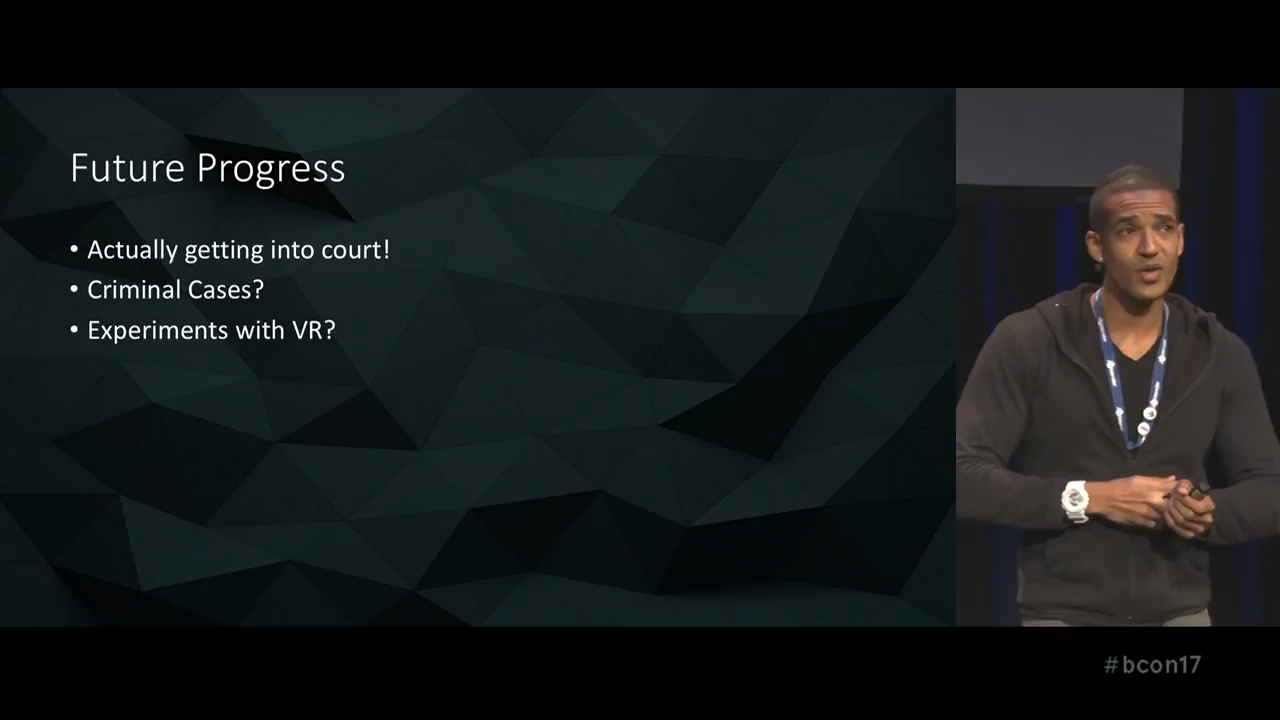 Future Progress
• Actually getting into court!
• Criminal Cases?
• Experiments with VR?
#bcon17